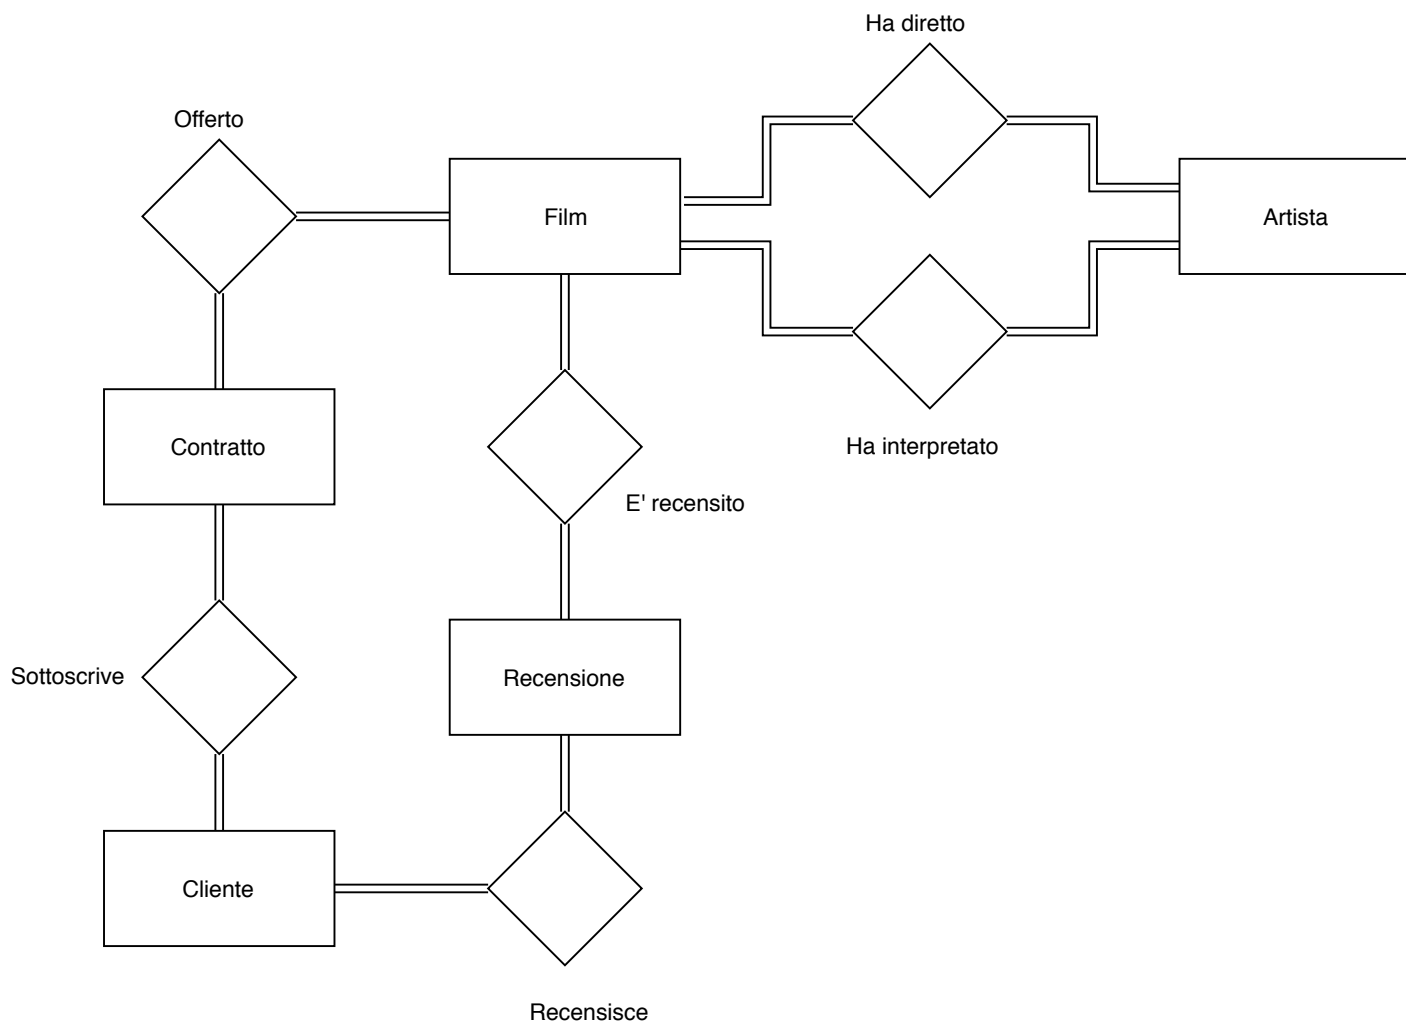 Ha diretto
Offerto
Film
Artista
Contratto
Ha interpretato
E' recensito
Sottoscrive
Recensione
Cliente
Recensisce